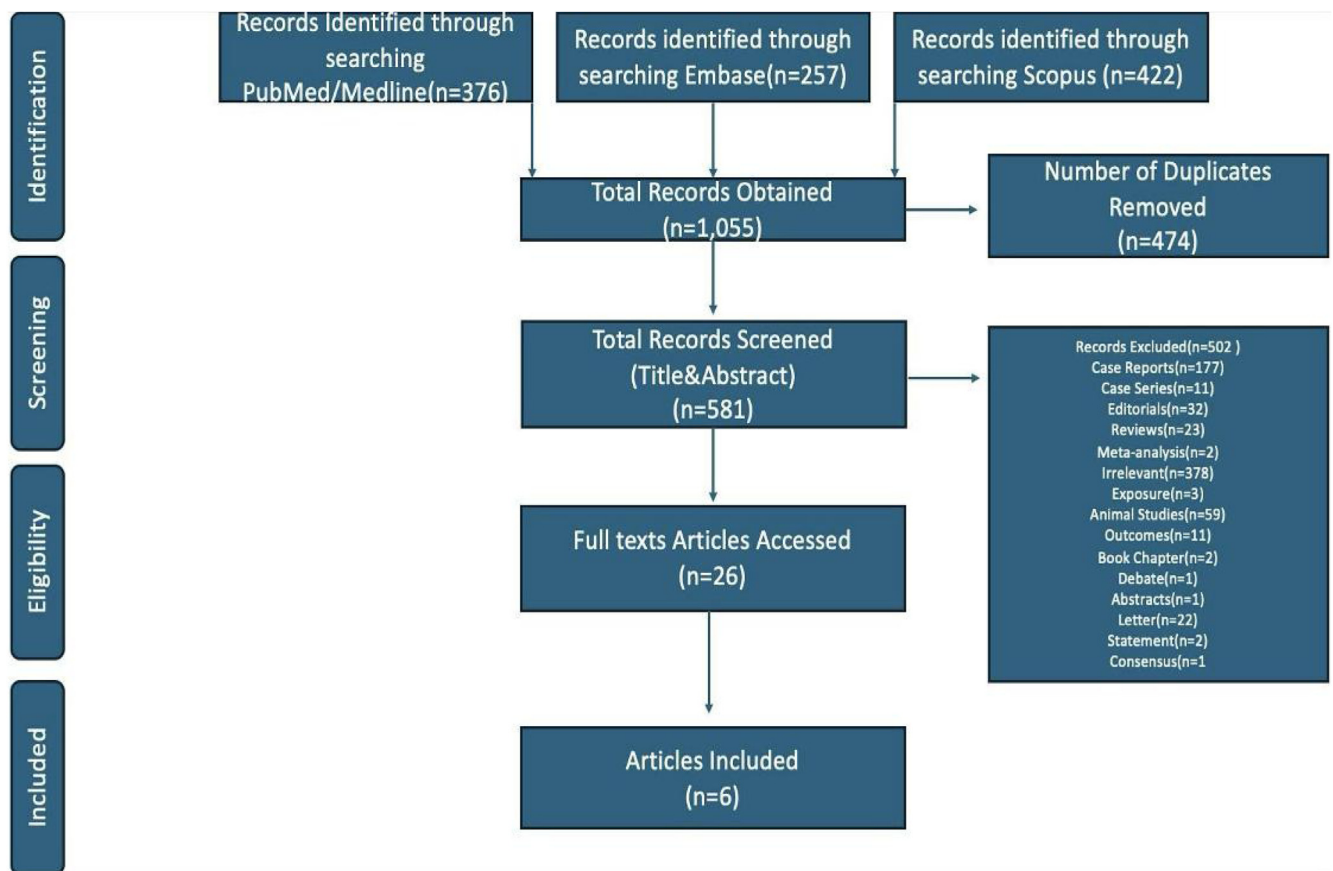 Identification
Records Identified through
searching
PubMed/Medline(n=376)
Records identified through
searching Embase(n=257)
Records identified through
searching Scopus (n=422)
Total Records Obtained
(n=1,055)
Number of Duplicates
Removed
(n=474)
Screening
Total Records Screened
(Title&Abstract)
(n=581)
Records Excluded(n=502 )
Case Reports(n=177)
Case Series(n=11)
Editorials(n=32)
Reviews(n=23)
Meta-analysis(n=2)
Irrelevant(n=378)
Exposure(n=3)
Animal Studies(n=59)
Outcomes(n=11)
Book Chapter(n=2)
Debate(n=1)
Abstracts(n=1)
Letter(n=22)
Statement(n=2)
Consensus(n=1
Eligibility
Full texts Articles Accessed
(n=26)
Included
Articles Included
(n=6)